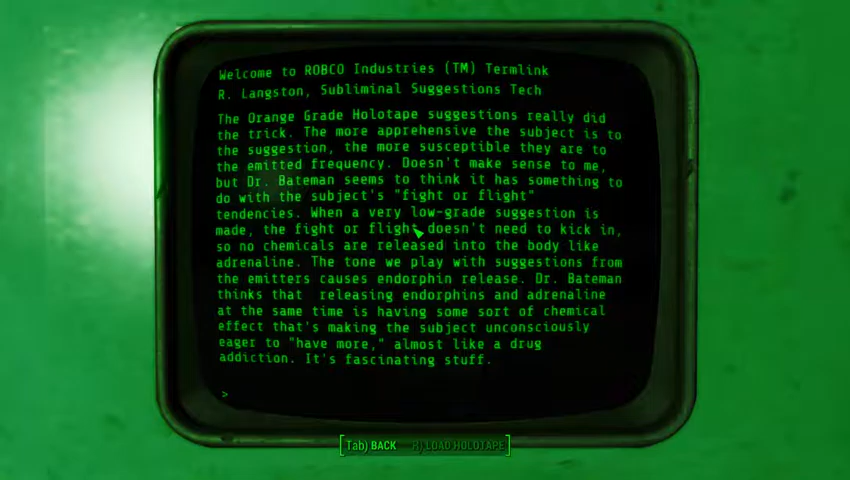 Welcome to ROBCO Industries (TM) Termlink
R. Langston, Subliminal Suggestions Tech
The Orange Grade Holotape suggestions really did
the trick. The more apprehensive the subject is to
the suggestion, the more susceptible they are to
the emitted frequency. Doesn't make sense to me,
but Dr. Bateman seems to think it has something to
do with the subject's "fight or flight"
tendencies. When a very low-grade suggestion is
made, the fight or flight doesn't need to kick in,
so no chemicals are released into the body like
adrenaline. The tone we play with suggestions from
the emitters causes endorphin release. Dr. Bateman
thinks that  releasing endorphins and adrenaline
at the same time is having some sort of chemical
effect that's making the subject unconsciously
eager to "have more," almost like a drug
addiction. It's fascinating stuff.
>
Tab) BACK R) LOAD HOLOTAPE